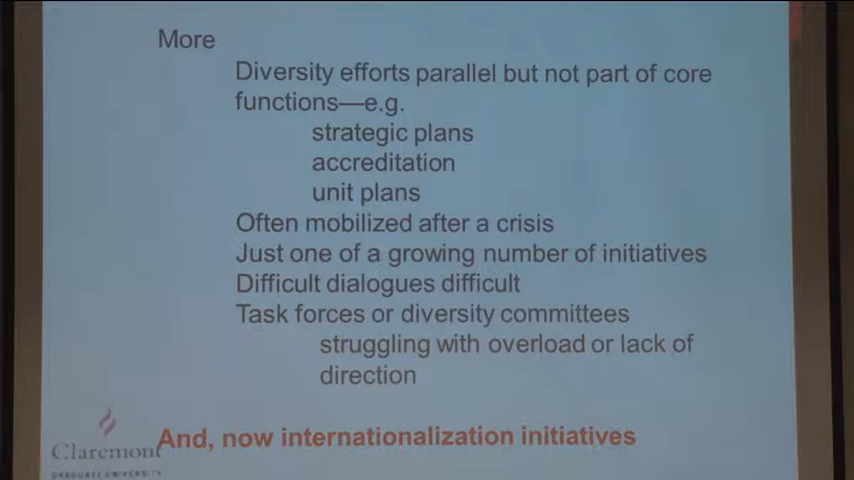 More
Diversity efforts parallel but not part of core
functions—e.g.
strategic plans
accreditation
unit plans
Often mobilized after a crisis
Just one of a growing number of initiatives
Difficult dialogues difficult
Task forces or diversity committees
struggling with overload or lack of
direction
And, now internationalization initiatives
Claremont
GRADUATE UNIVERSITY